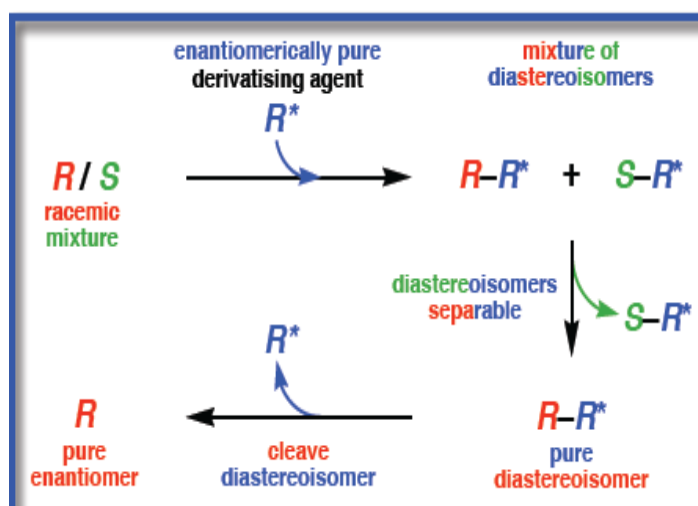 enantiomerically pure
derivatising agent
R*
mixture of
diastereoisomers
R / S
racemic
mixture
R–R* + S–R*
diastereoisomers
separable
S–R*
R–R*
pure
diastereoisomer
R*
cleave
diastereoisomer
R
pure
enantiomer